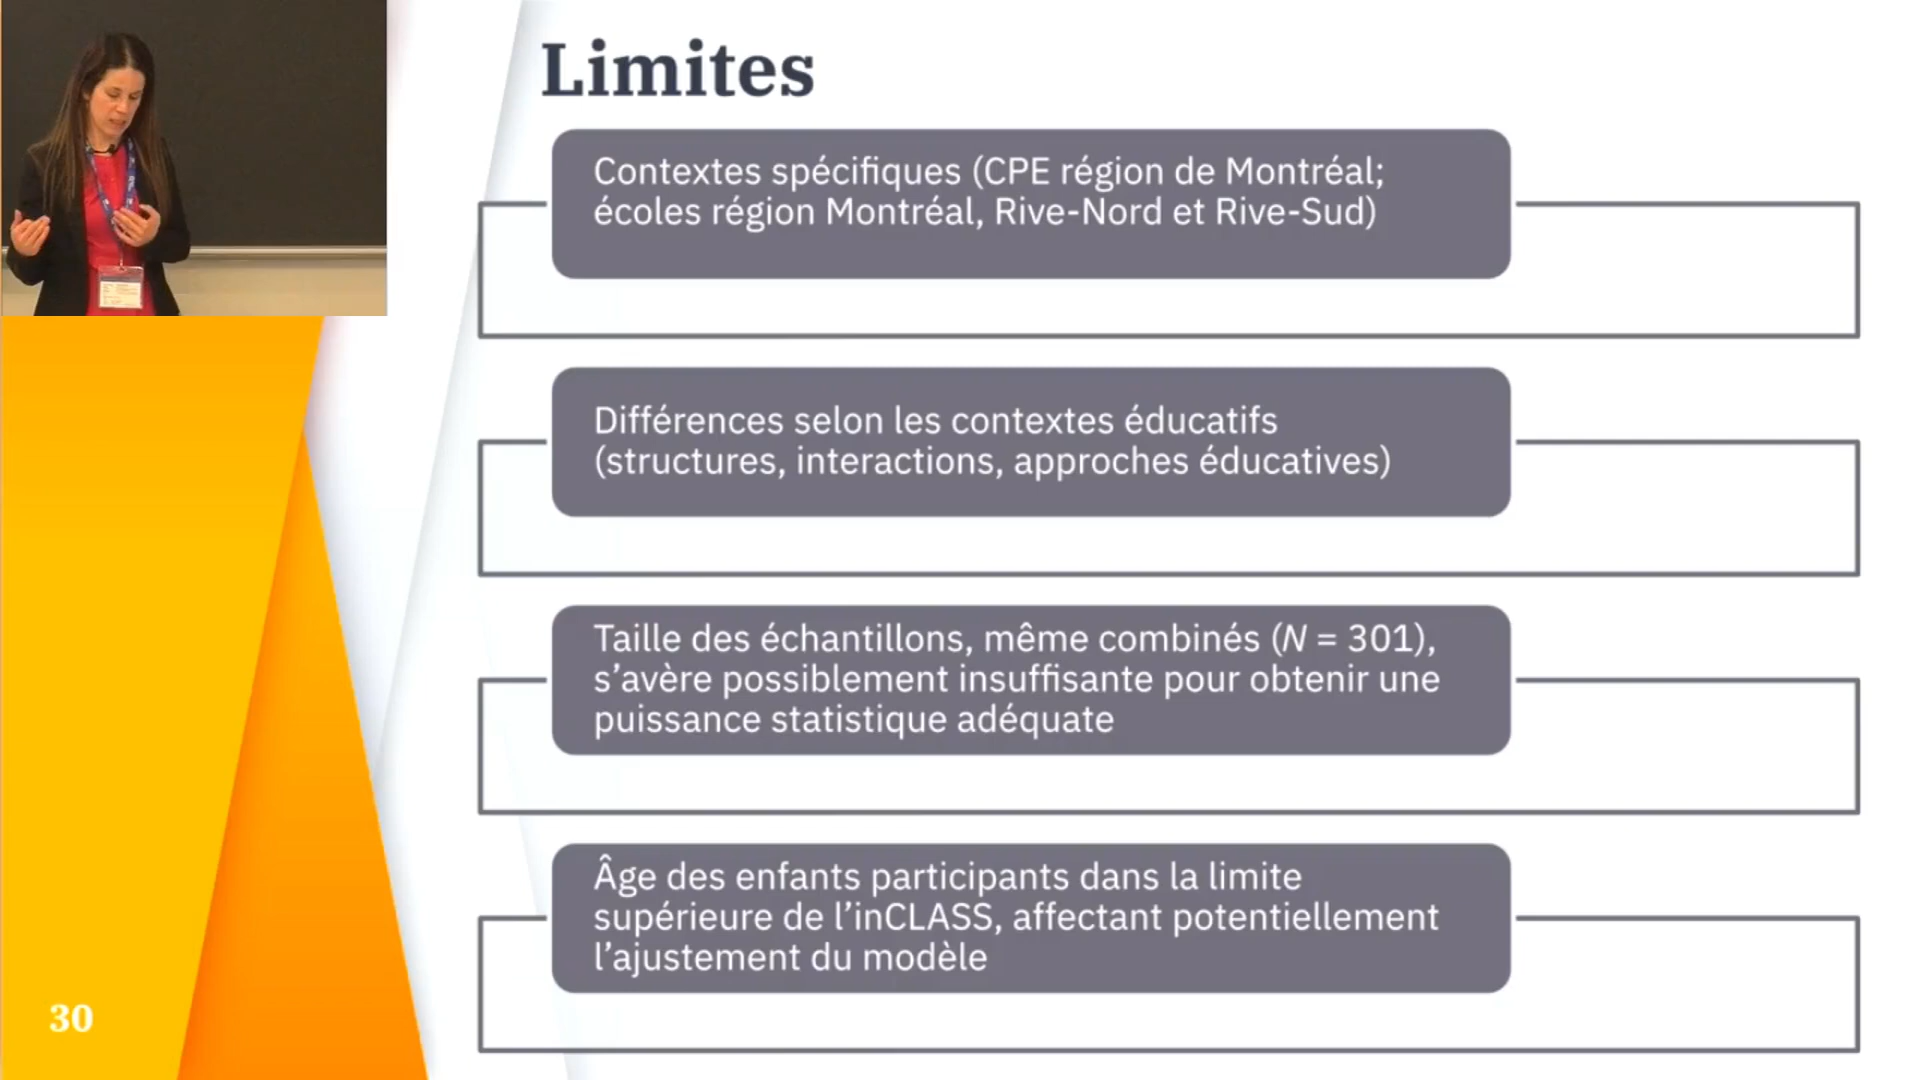 Limites
Contextes spécifiques (CPE région de Montréal;
écoles région Montréal, Rive-Nord et Rive-Sud)
Différences selon les contextes éducatifs
(structures, interactions, approches éducatives)
Taille des échantillons, même combinés (N = 301),
s’avère possiblement insuffisante pour obtenir une
puissance statistique adéquate
Âge des enfants participants dans la limite
supérieure de l’inCLASS, affectant potentiellement
l’ajustement du modèle
30